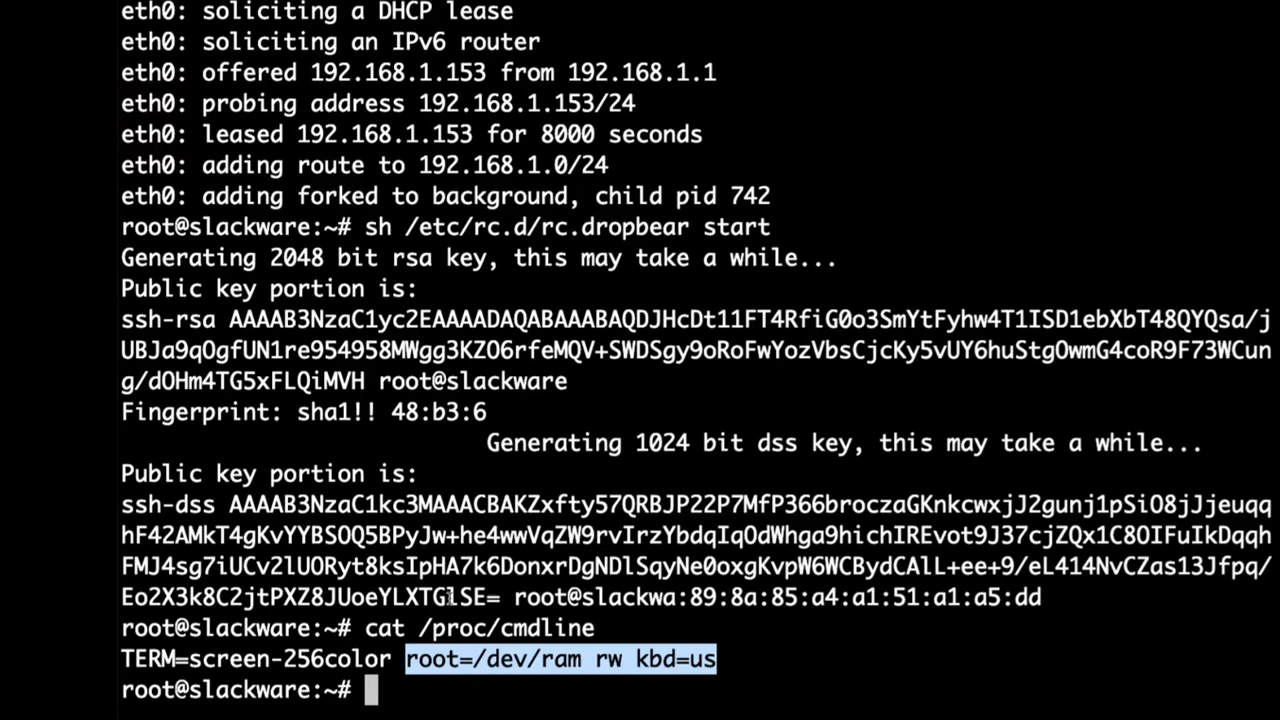 eth0: soliciting a DHCP lease
eth0: soliciting an IPv6 router
eth0: offered 192.168.1.153 from 192.168.1.1
eth0: probing address 192.168.1.153/24
eth0: leased 192.168.1.153 for 8000 seconds
eth0: adding route to 192.168.1.0/24
eth0: adding forked to background, child pid 742
root@slackware:~# sh /etc/rc.d/rc.dropbear start
Generating 2048 bit rsa key, this may take a while...
Public key portion is:
ssh-rsa AAAAB3NzaC1yc2EAAAADAQABAAABAQDJHcDt11FT4RfiG0o3SmYtFyhw4T1ISD1ebXbT48QYQsa/j
UBJa9qOgfUN1re954958MWgg3KZO6rfeMQV+SWDSgy9oRoFwYozVbsCjcKy5vUY6huStgOwmG4coR9F73WCun
g/dOHm4TG5xFLQiMVH root@slackware
Fingerprint: sha1!! 48:b3:6
Generating 1024 bit dss key, this may take a while...
Public key portion is:
ssh-dss AAAAB3NzaC1kc3MAAACBAKZxfty57QRBJP22P7MfP366broczaGKnkcwxjJ2gunj1pSiO8jJjeuqq
hF42AMkT4gKvYYBSOQ5BPyJw+he4wwVqZW9rvIrzYbdqIqOdWhga9hichIREvot9J37cjZQx1C8OIFuIkDqqh
FMJ4sg7iUCv2lUORyt8ksIpHA7k6DonxrDgNDlSqyNe0oxgKvpW6WCBydCAlL+ee+9/eL414NvCZas13Jfpq/
Eo2X3k8C2jtPXZ8JUoeYLXTGlSE= root@slackwa:89:8a:85:a4:a1:51:a1:a5:dd
root@slackware:~# cat /proc/cmdline
TERM=screen-256color root=/dev/ram rw kbd=us
root@slackware:~#